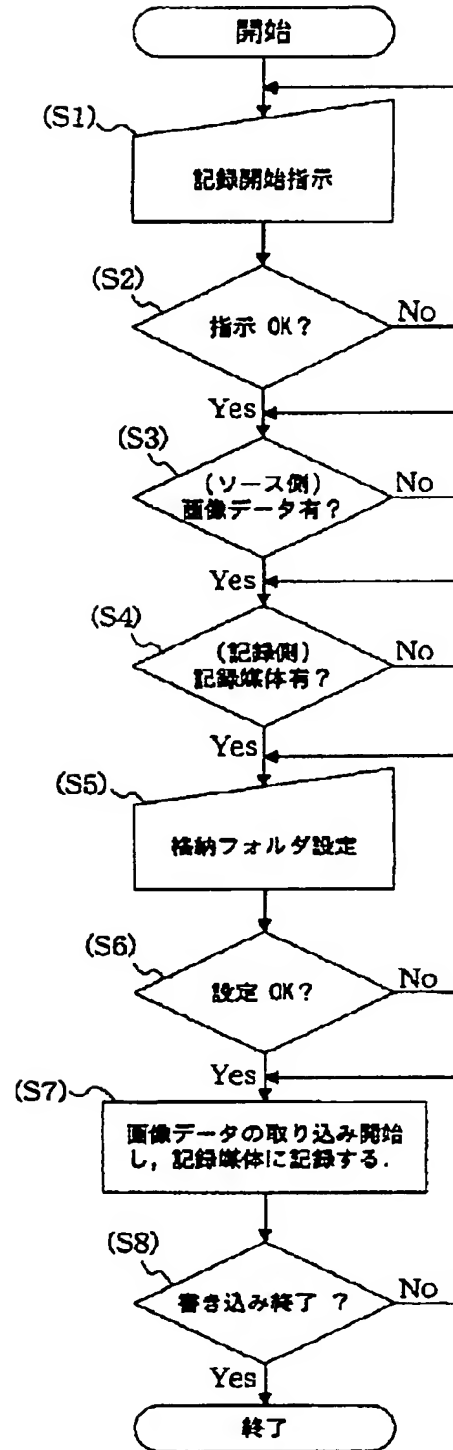 開始
(S1)
記録開始指示
(S2)
指示 OK?
No
Yes
(S3)
(ソース側)
画像データ有?
No
Yes
(S4)
(記録側)
記録媒体有?
No
Yes
(S5)
格納フォルダ設定
(S6)
設定 OK?
No
Yes
(S7)
画像データの取り込み開始
し,記録媒体に記録する.
(S8)
書き込み終了 ?
No
Yes
終了